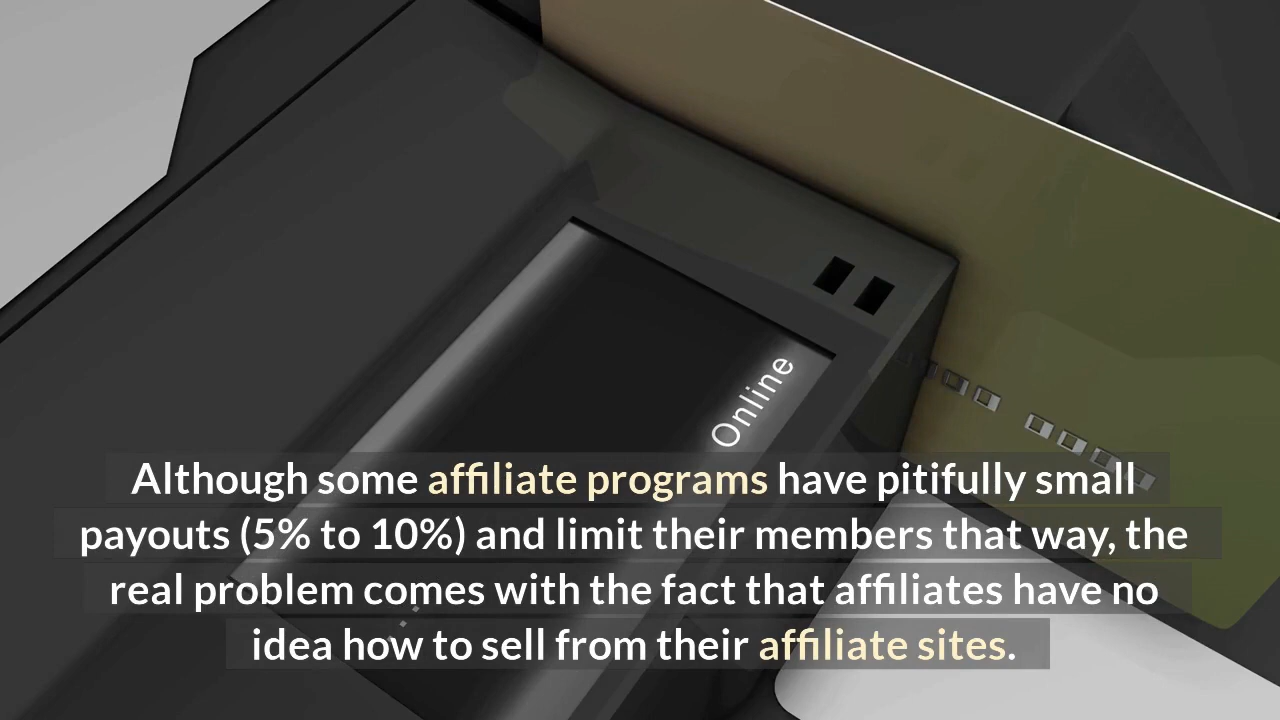 Online
Although some affiliate programs have pitifully small
payouts (5% to 10%) and limit their members that way, the
real problem comes with the fact that affiliates have no
idea how to sell from their affiliate sites.